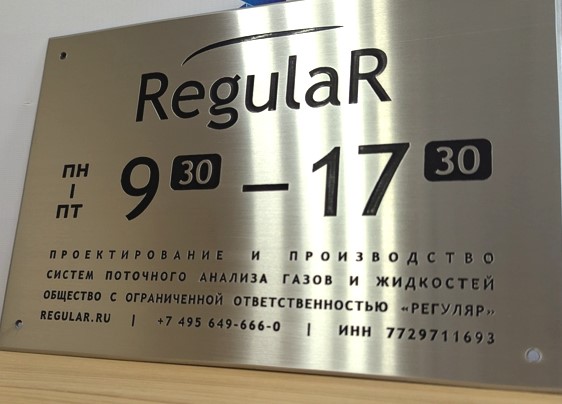 RegulaR
ПН | ПТ 9 30 – 17 30
ПРОЕКТИРОВАНИЕ И ПРОИЗВОДСТВО
СИСТЕМ ПОТОЧНОГО АНАЛИЗА ГАЗОВ И ЖИДКОСТЕЙ
ОБЩЕСТВО С ОГРАНИЧЕННОЙ ОТВЕТСТВЕННОСТЬЮ «РЕГУЛЯР»
REGULAR.RU | +7 495 649-666-0 | ИНН 7729711693